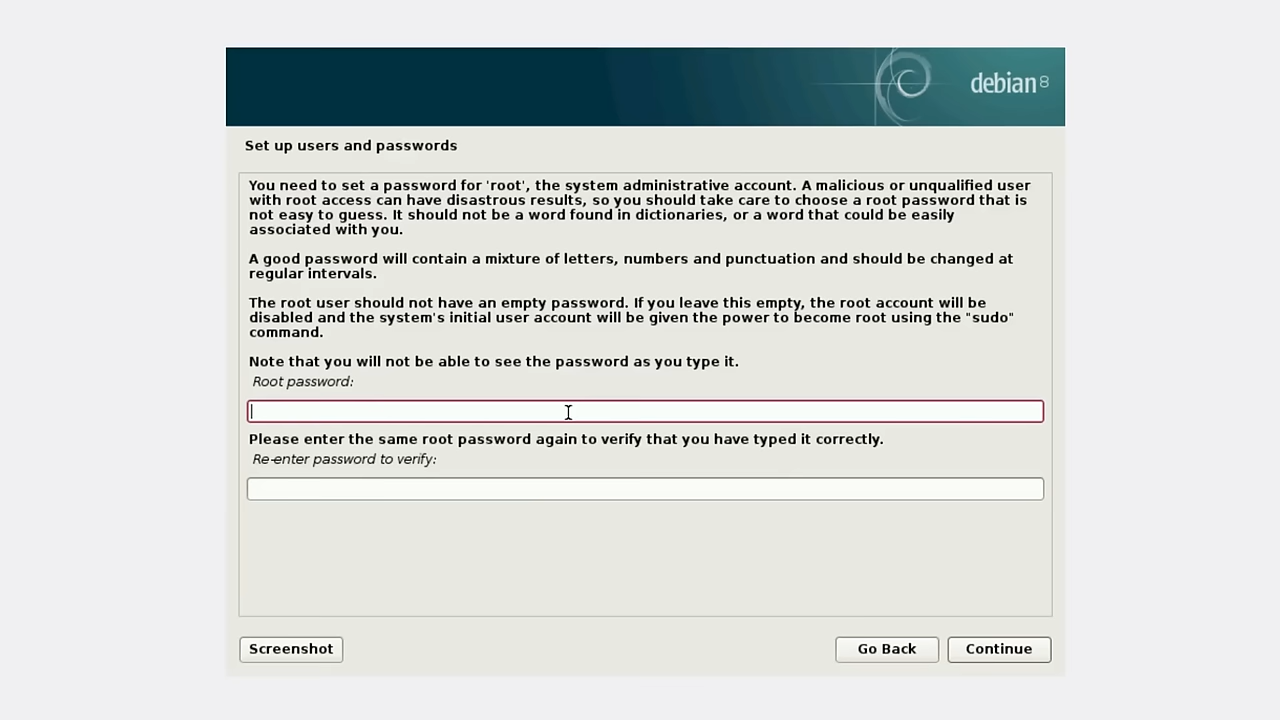 debian 8
Set up users and passwords
You need to set a password for 'root', the system administrative account. A malicious or unqualified user
with root access can have disastrous results, so you should take care to choose a root password that is
not easy to guess. It should not be a word found in dictionaries, or a word that could be easily
associated with you.
A good password will contain a mixture of letters, numbers and punctuation and should be changed at
regular intervals.
The root user should not have an empty password. If you leave this empty, the root account will be
disabled and the system's initial user account will be given the power to become root using the "sudo"
command.
Note that you will not be able to see the password as you type it.
Root password:
Please enter the same root password again to verify that you have typed it correctly.
Re-enter password to verify:
Screenshot
Go Back
Continue